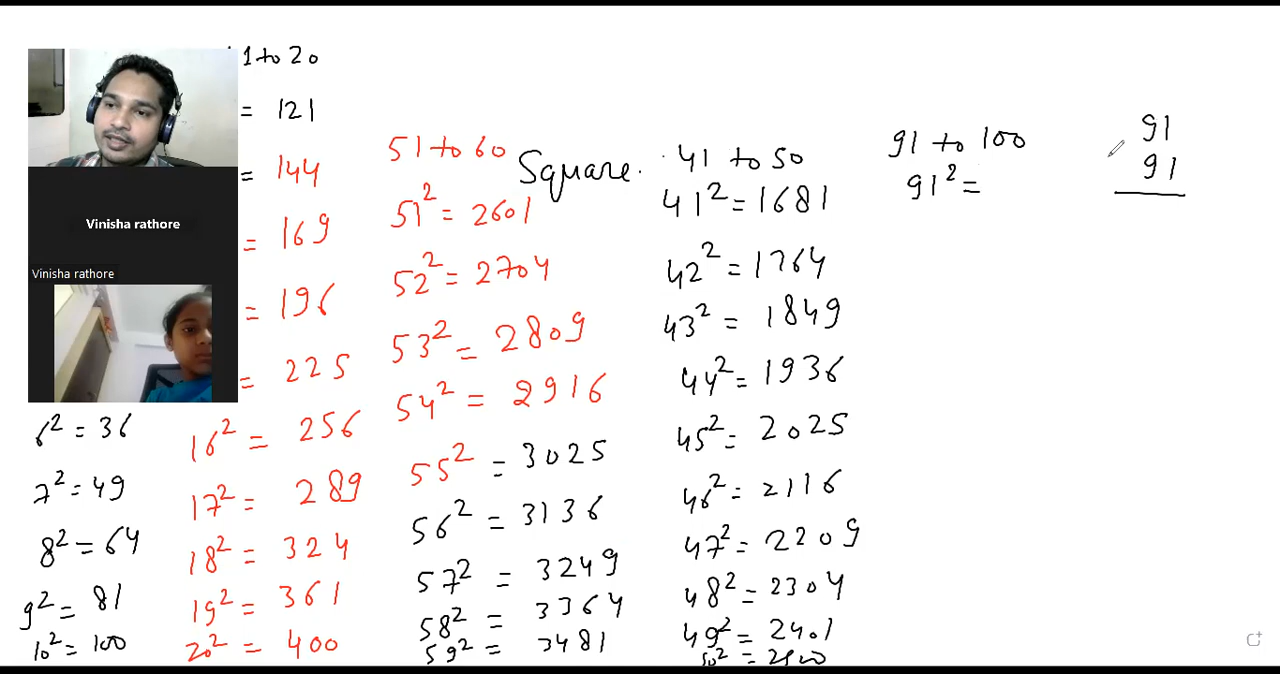 1 to 20
= 121
= 144
= 169
= 196
= 225
Vinisha rathore
Vinisha rathore
6² = 36
7² = 49
8² = 64
9² = 81
10² = 100
16² = 256
17² = 289
18² = 324
19² = 361
20² = 400
51 to 60
51² = 2601
52² = 2704
53² = 2809
54² = 2916
55² = 3025
56² = 3136
57² = 3249
58² = 3364
59² = 3481
Square.
41 to 50
41² = 1681
42² = 1764
43² = 1849
44² = 1936
45² = 2025
46² = 2116
47² = 2209
48² = 2304
49² = 2401
50² = 2500
91 to 100
91² =
91
91